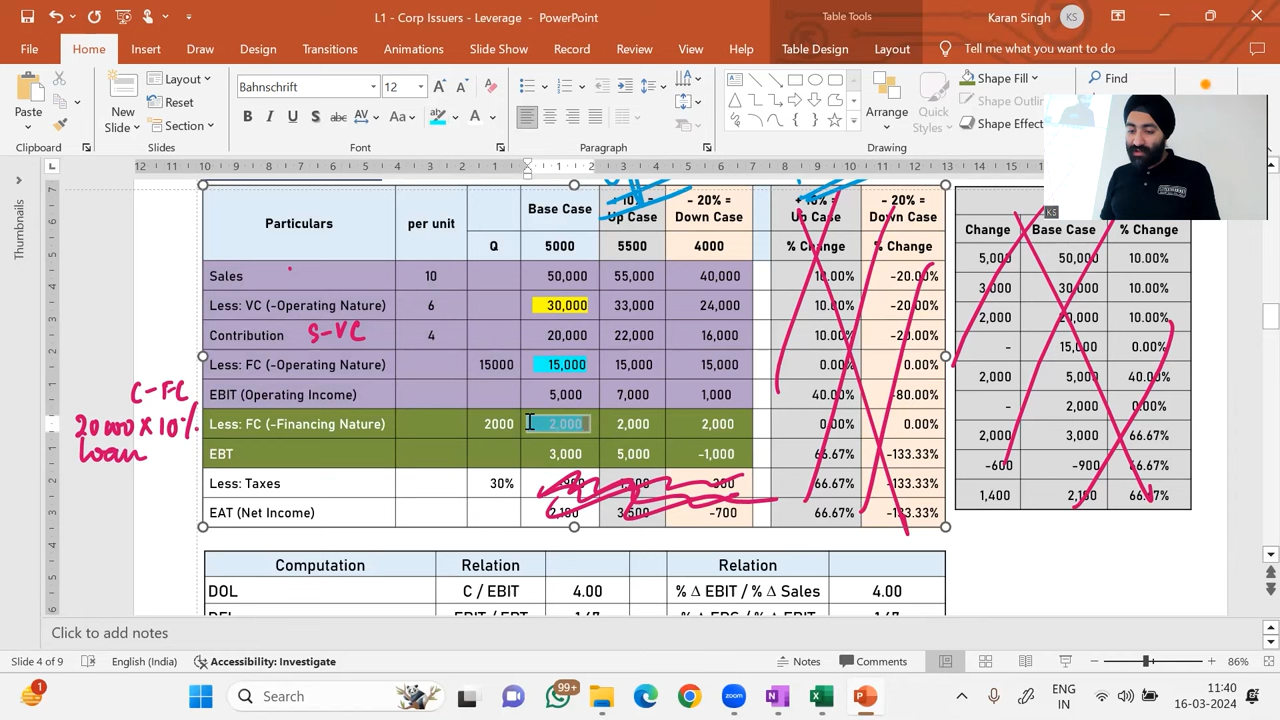 L1 - Corp Issuers - Leverage - PowerPoint
Table Tools
Karan Singh KS
File Home Insert Draw Design Transitions Animations Slide Show Record Review View Help Table Design Layout Tell me what you want to do
Paste
Clipboard
New Slide
Layout
Reset
Section
Slides
Bahnschrift 12
Font
Paragraph
Arrange
Quick Styles
Drawing
Shape Fill
Shape Outli
Shape Effect
Find
KS
Thumbnails
Particulars per unit Base Case Up Case - 20% = Down Case + 10% = Up Case - 20% = Down Case
Q 5000 5500 4000 % Change % Change
Sales 10 50,000 55,000 40,000 10.00% -20.00%
Less: VC (-Operating Nature) 6 30,000 33,000 24,000 10.00% -20.00%
Contribution S-VC 4 20,000 22,000 16,000 10.00% -20.00%
Less: FC (-Operating Nature) 15000 15,000 15,000 15,000 0.00% 0.00%
EBIT (Operating Income) 5,000 7,000 1,000 40.00% -80.00%
Less: FC (-Financing Nature) 2000 2,000 2,000 2,000 0.00% 0.00%
EBT 3,000 5,000 -1,000 66.67% -133.33%
Less: Taxes 30% 66.67% -133.33%
EAT (Net Income) 2,100 3,500 -700 66.67% -133.33%
C-FC
20000 X 10%
loan
Change Base Case % Change
5,000 50,000 10.00%
3,000 30,000 10.00%
2,000 20,000 10.00%
- 15,000 0.00%
2,000 5,000 40.00%
- 2,000 0.00%
2,000 3,000 66.67%
-600 -900 66.67%
1,400 2,100 66.67%
Computation Relation Relation
DOL C / EBIT 4.00 % Δ EBIT / % Δ Sales 4.00
Click to add notes
Slide 4 of 9 English (India) Accessibility: Investigate Notes Comments 86%
1
Search
99+
ENG IN
11:40
16-03-2024